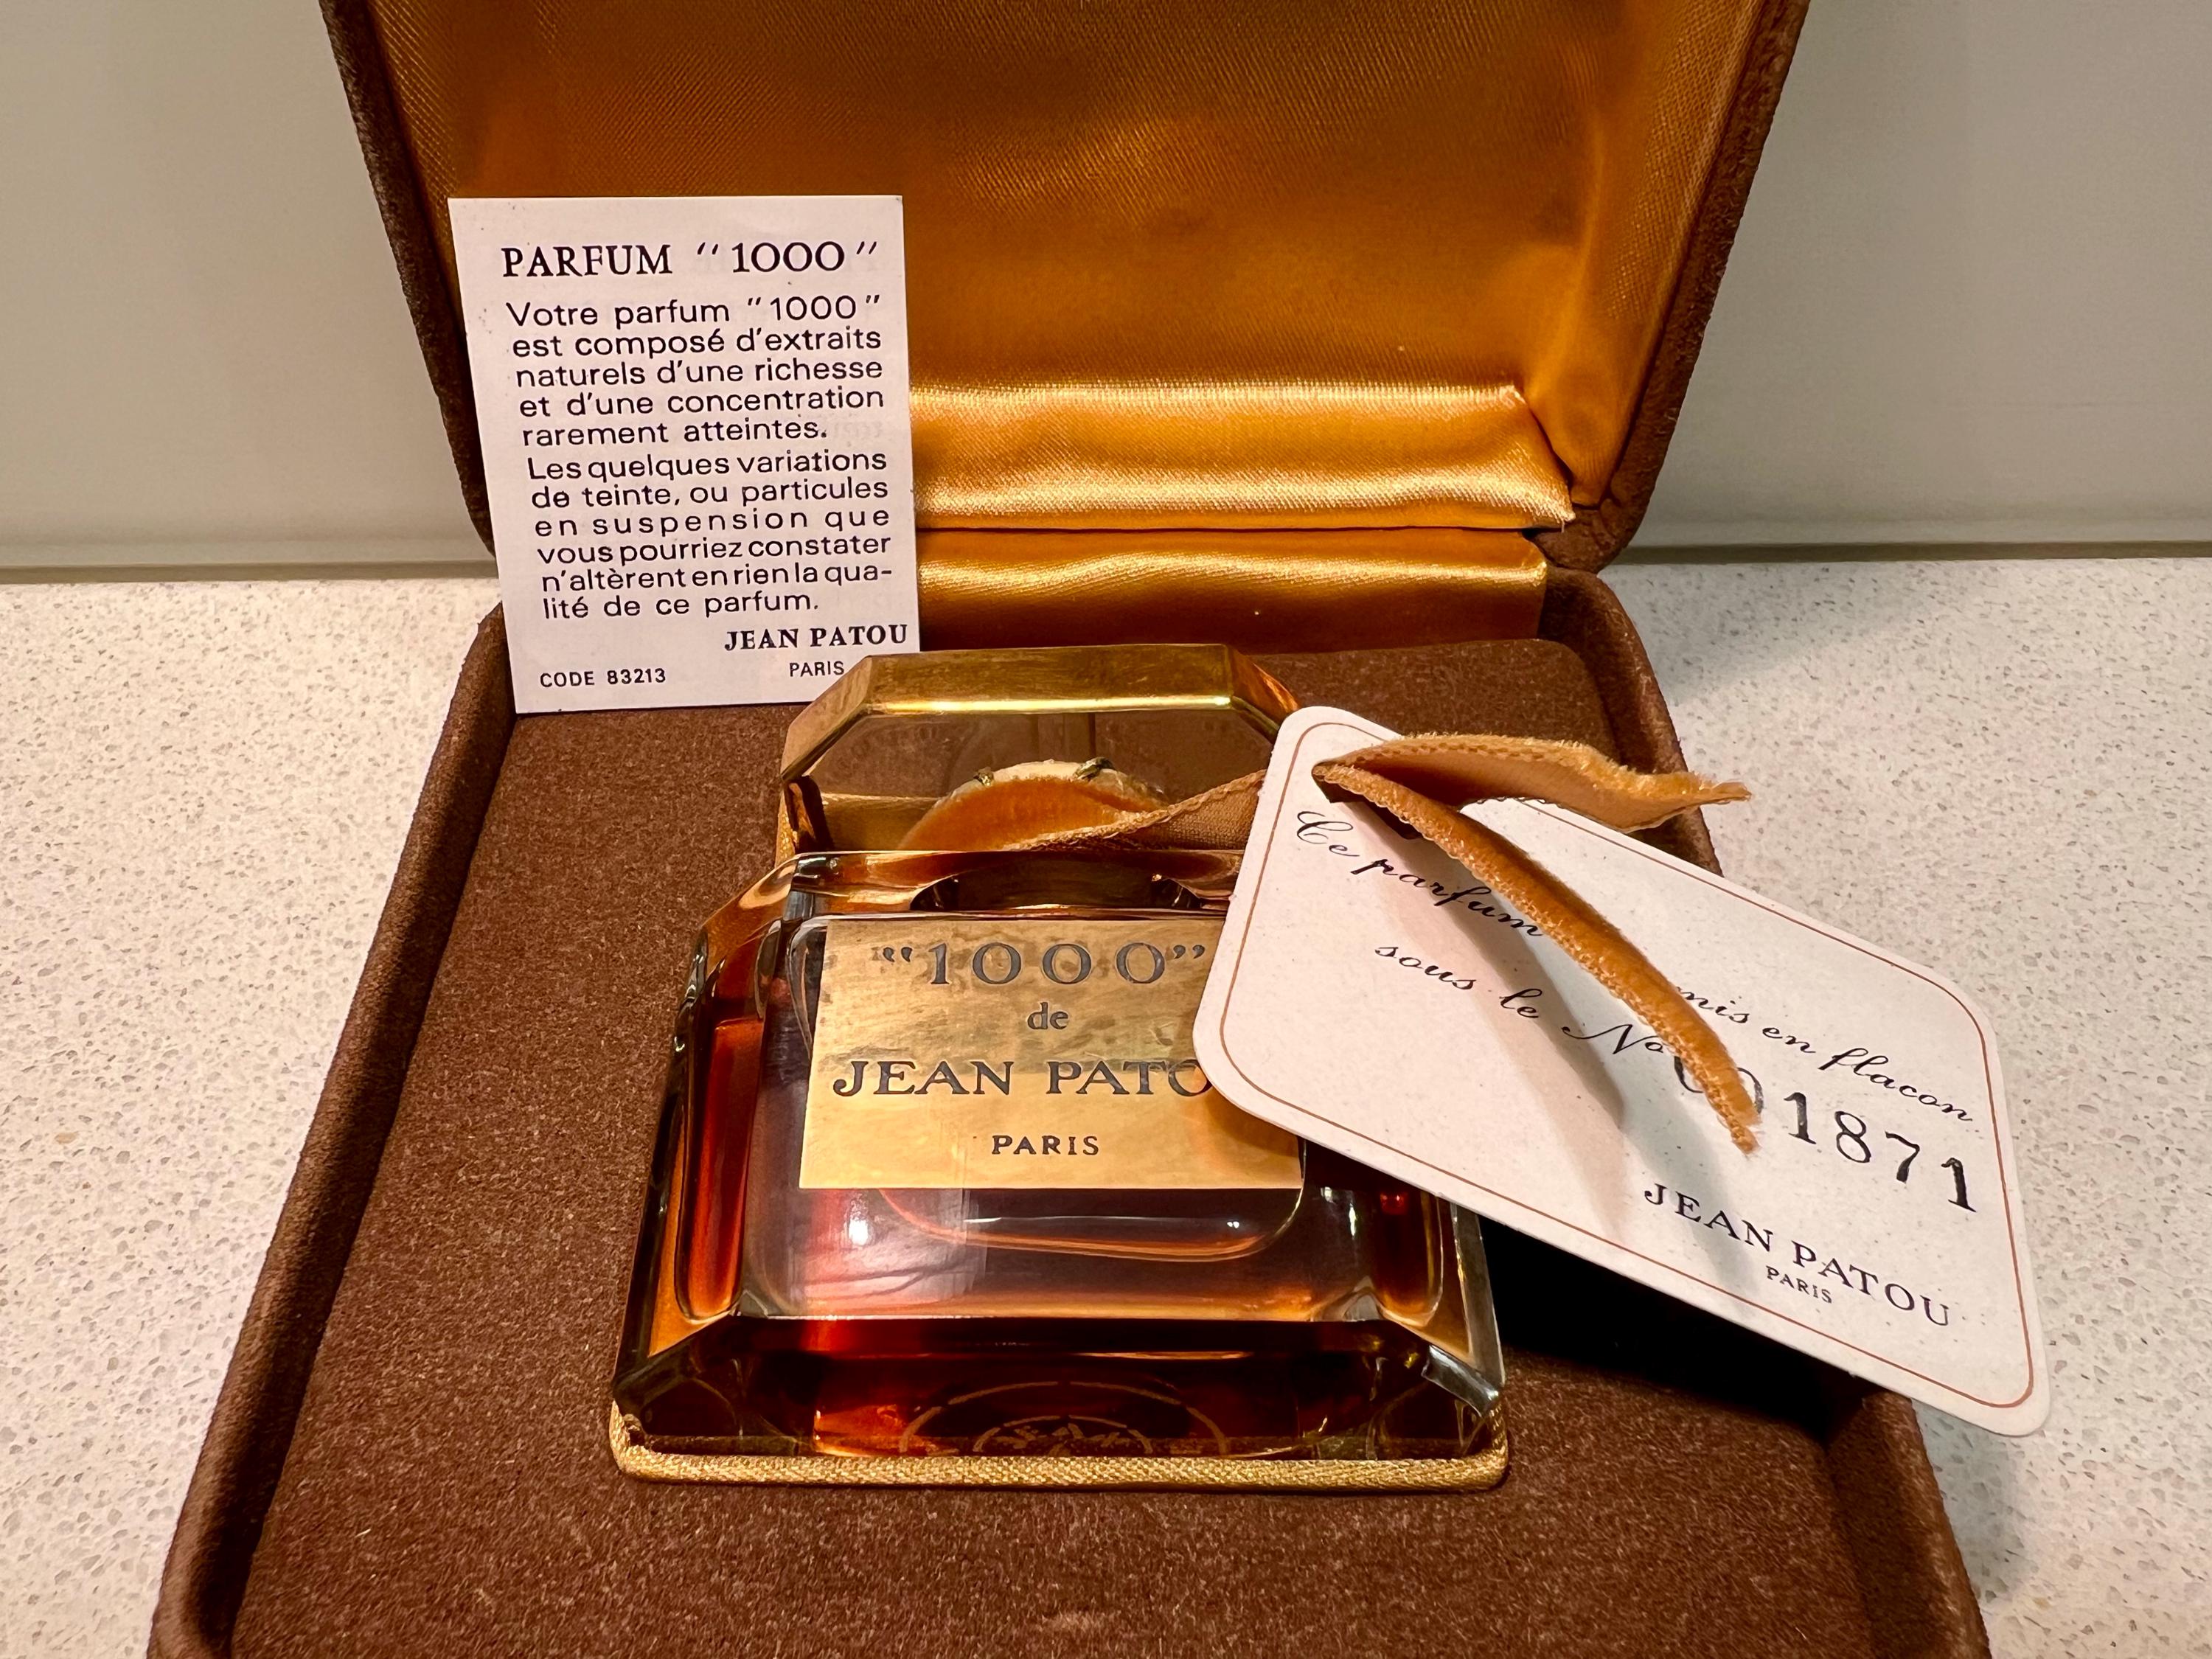 PARFUM "1000"
Votre parfum "1000"
est composé d'extraits
naturels d'une richesse
et d'une concentration
rarement atteintes.
Les quelques variations
de teinte, ou particules
en suspension que
vous pourriez constater
n'altèrent en rien la qua-
lité de ce parfum.
JEAN PATOU
CODE 83213 PARIS
"1000"
de
JEAN PATO
PARIS
Ce parfum mis en flacon
sous le No 001871
JEAN PATOU
PARIS